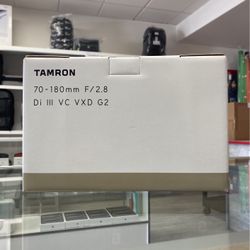 TAMRON
70-180mm F/2.8
Di III VC VXD G2